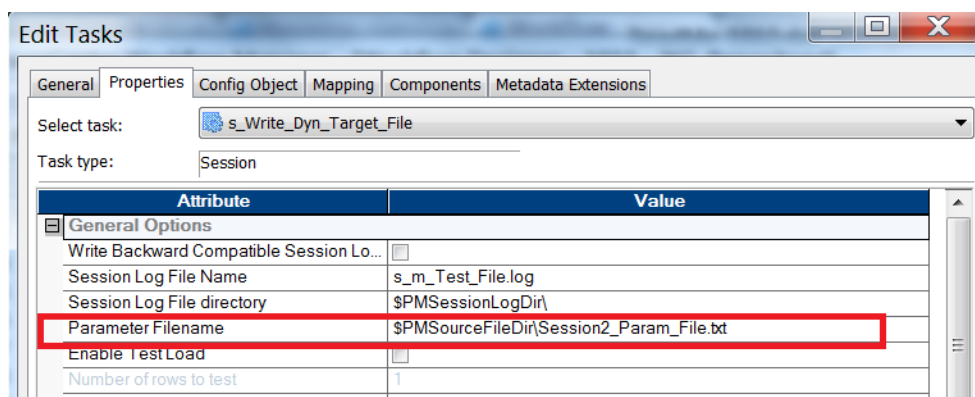 Edit Tasks
General Properties Config Object Mapping Components Metadata Extensions
Select task: s_Write_Dyn_Target_File
Task type: Session
Attribute Value
General Options
Write Backward Compatible Session Lo...
Session Log File Name s_m_Test_File.log
Session Log File directory $PMSessionLogDir\
Parameter Filename $PMSourceFileDir\Session2_Param_File.txt
Enable Test Load
Number of rows to test 1